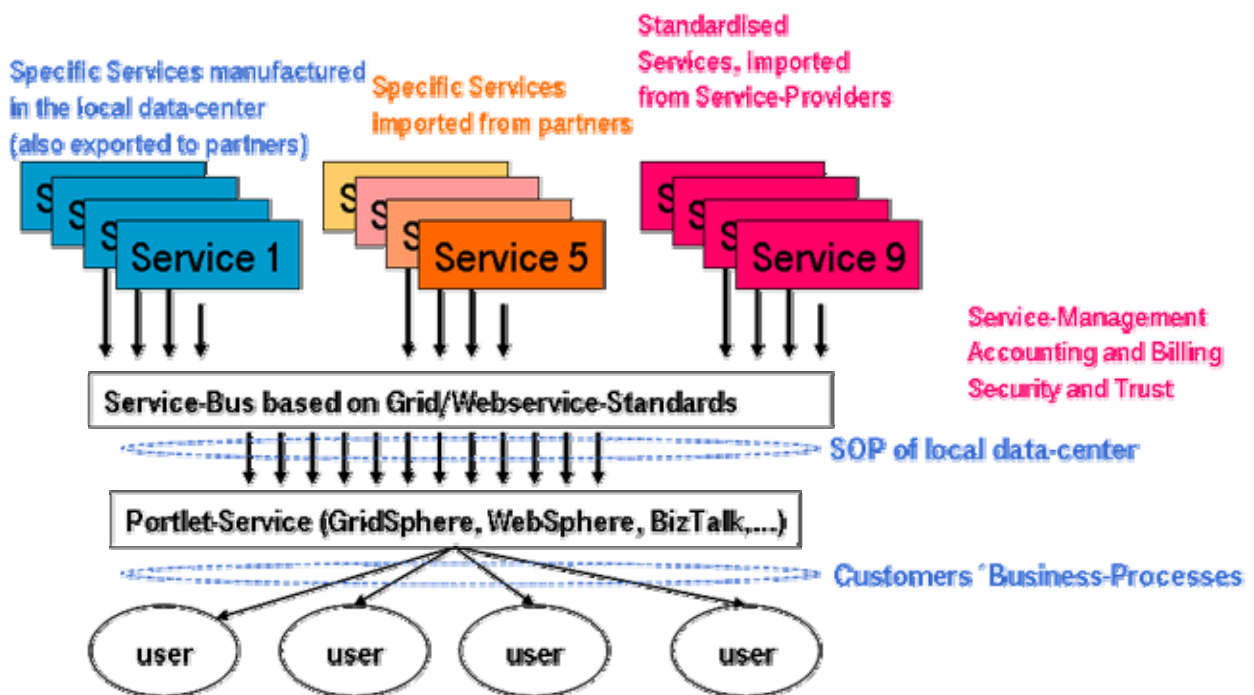 Standardised
Services, imported
from Service-Providers
Specific Services manufactured
in the local data-center
(also exported to partners)
Specific Services
imported from partners
S
S
S
Service 1
S
S
S
Service 5
S
S
S
Service 9
Service-Management
Accounting and Billing
Security and Trust
Service-Bus based on Grid/Webservice-Standards
SOP of local data-center
Portlet-Service (GridSphere, WebSphere, BizTalk,....)
Customers´Business-Processes
user
user
user
user